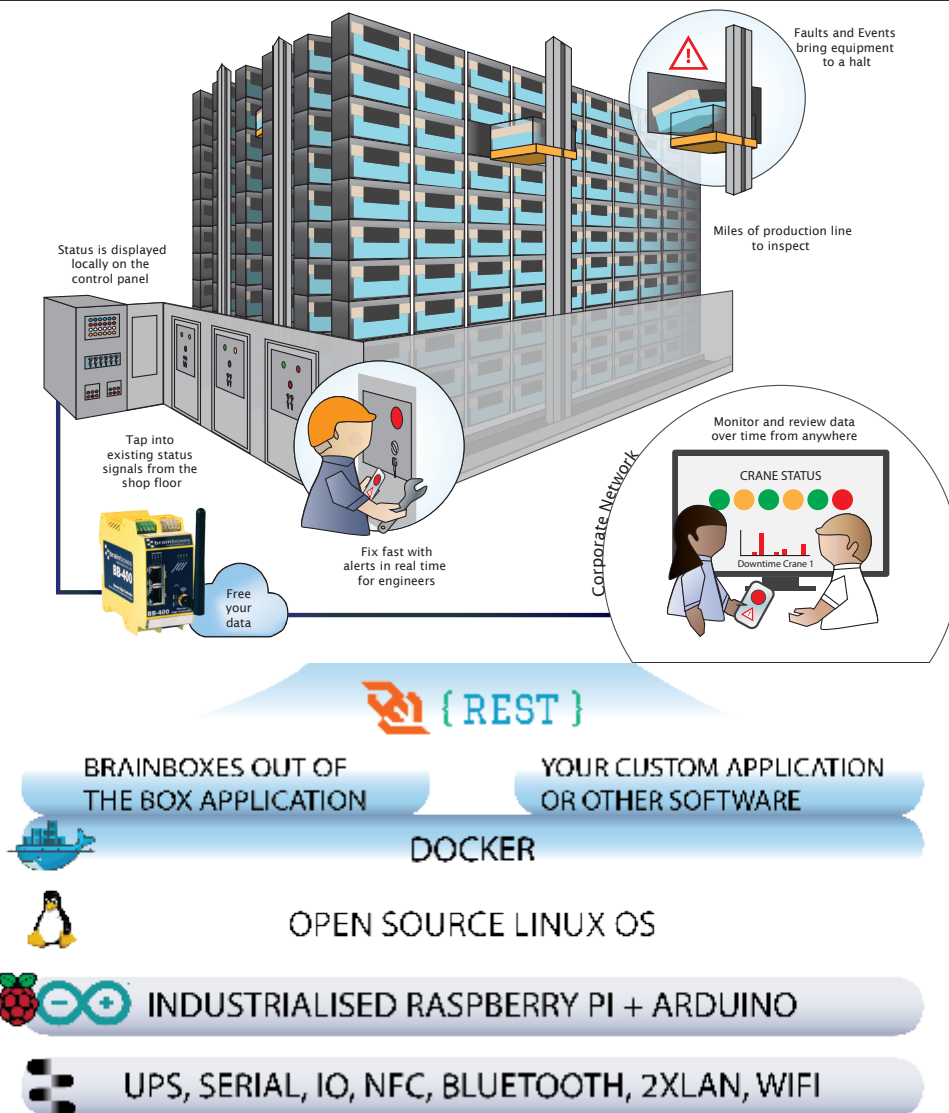 Faults and Events
bring equipment
to a halt
Miles of production line
to inspect
Status is displayed
locally on the
control panel
Tap into
existing status
signals from the
shop floor
brainboxes
BB-400
BB-400
Free
your
data
Fix fast with
alerts in real time
for engineers
Corporate Network
Monitor and review data
over time from anywhere
CRANE STATUS
Downtime Crane 1
{ REST }
BRAINBOXES OUT OF
THE BOX APPLICATION
YOUR CUSTOM APPLICATION
OR OTHER SOFTWARE
DOCKER
OPEN SOURCE LINUX OS
INDUSTRIALISED RASPBERRY PI + ARDUINO
UPS, SERIAL, IO, NFC, BLUETOOTH, 2XLAN, WIFI